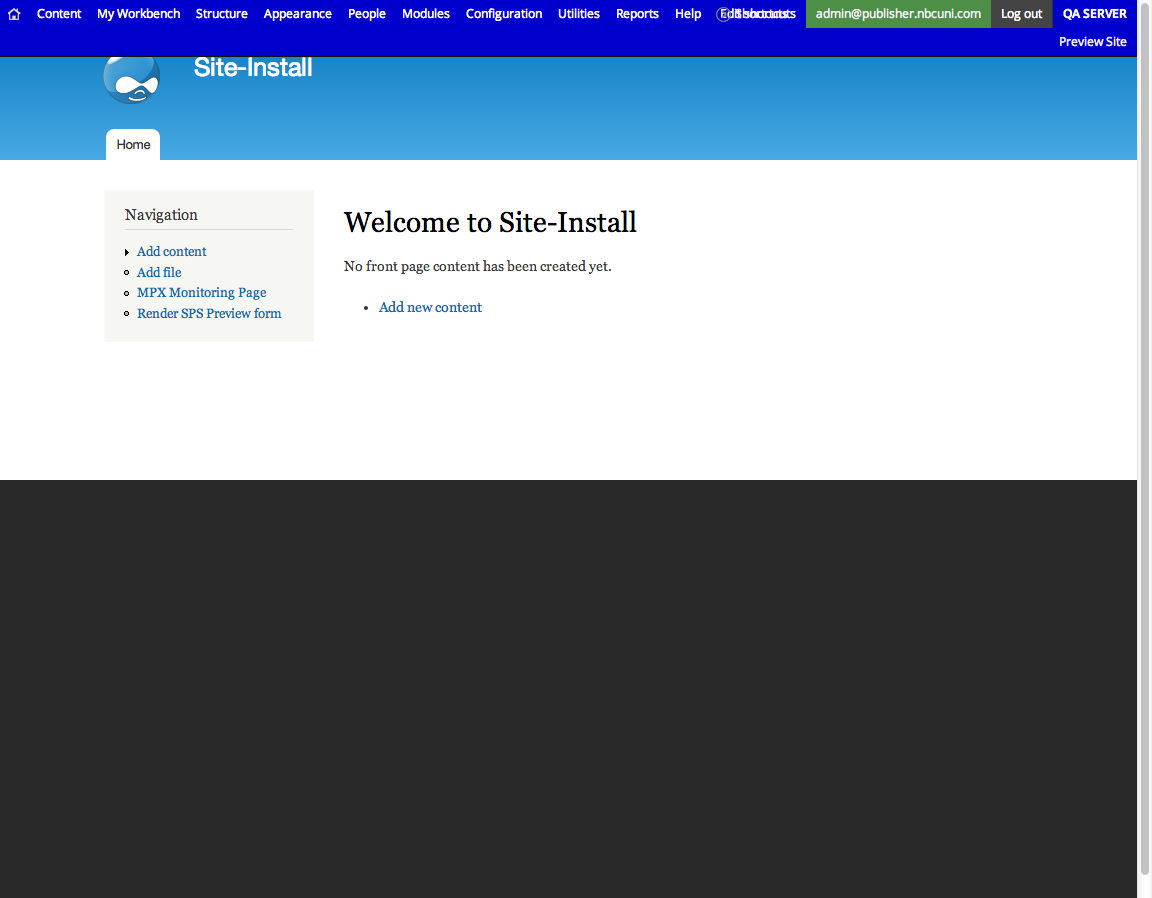 Content My Workbench Structure Appearance People Modules Configuration Utilities Reports Help Edit Shortcuts admin@publisher.nbcuni.com Log out QA SERVER
Preview Site
Site-Install
Home
Navigation
Add content
Add file
MPX Monitoring Page
Render SPS Preview form
Welcome to Site-Install
No front page content has been created yet.
Add new content